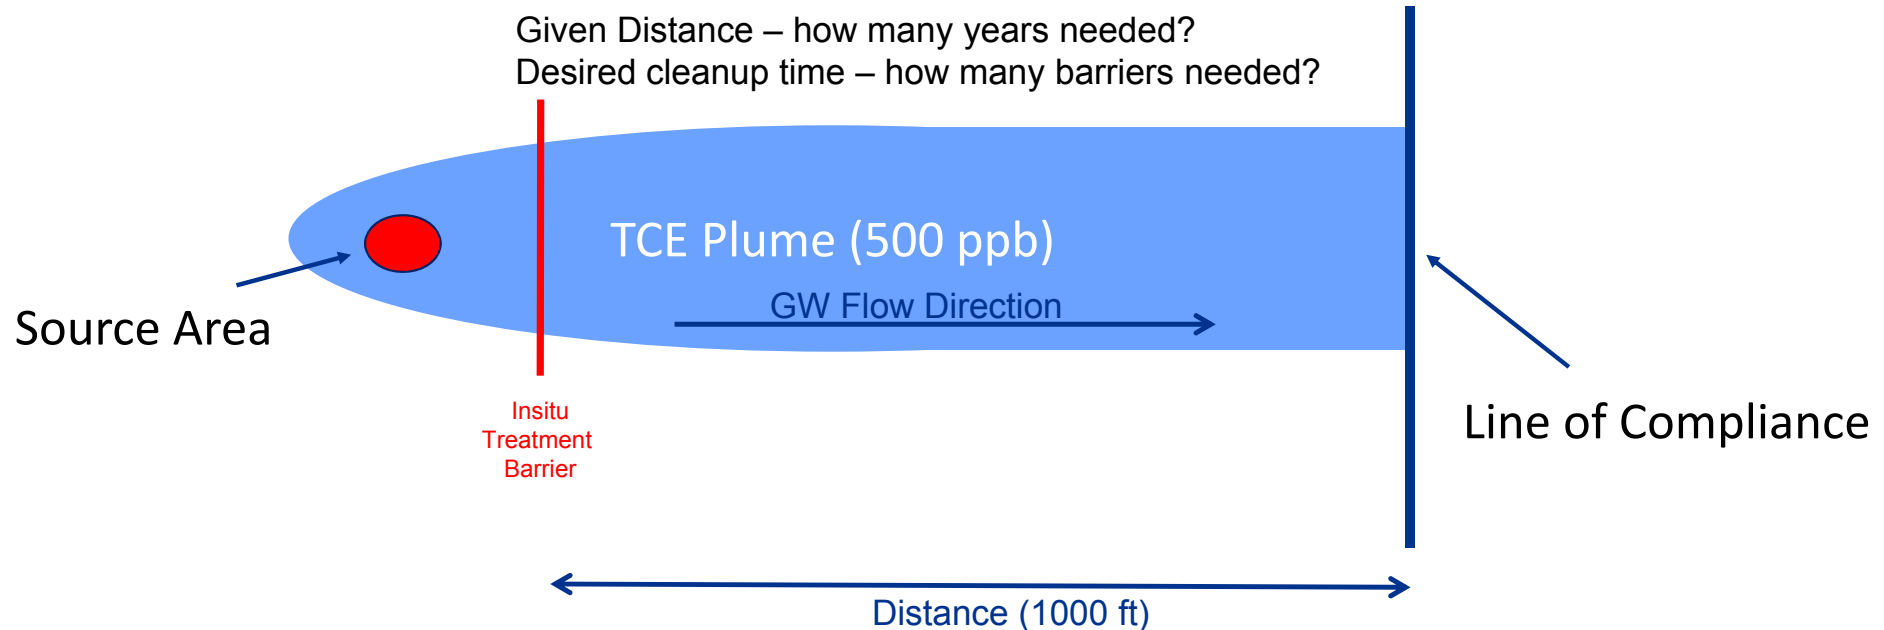 Given Distance – how many years needed?
Desired cleanup time – how many barriers needed?
TCE Plume (500 ppb)
GW Flow Direction
Source Area
Insitu
Treatment
Barrier
Line of Compliance
Distance (1000 ft)